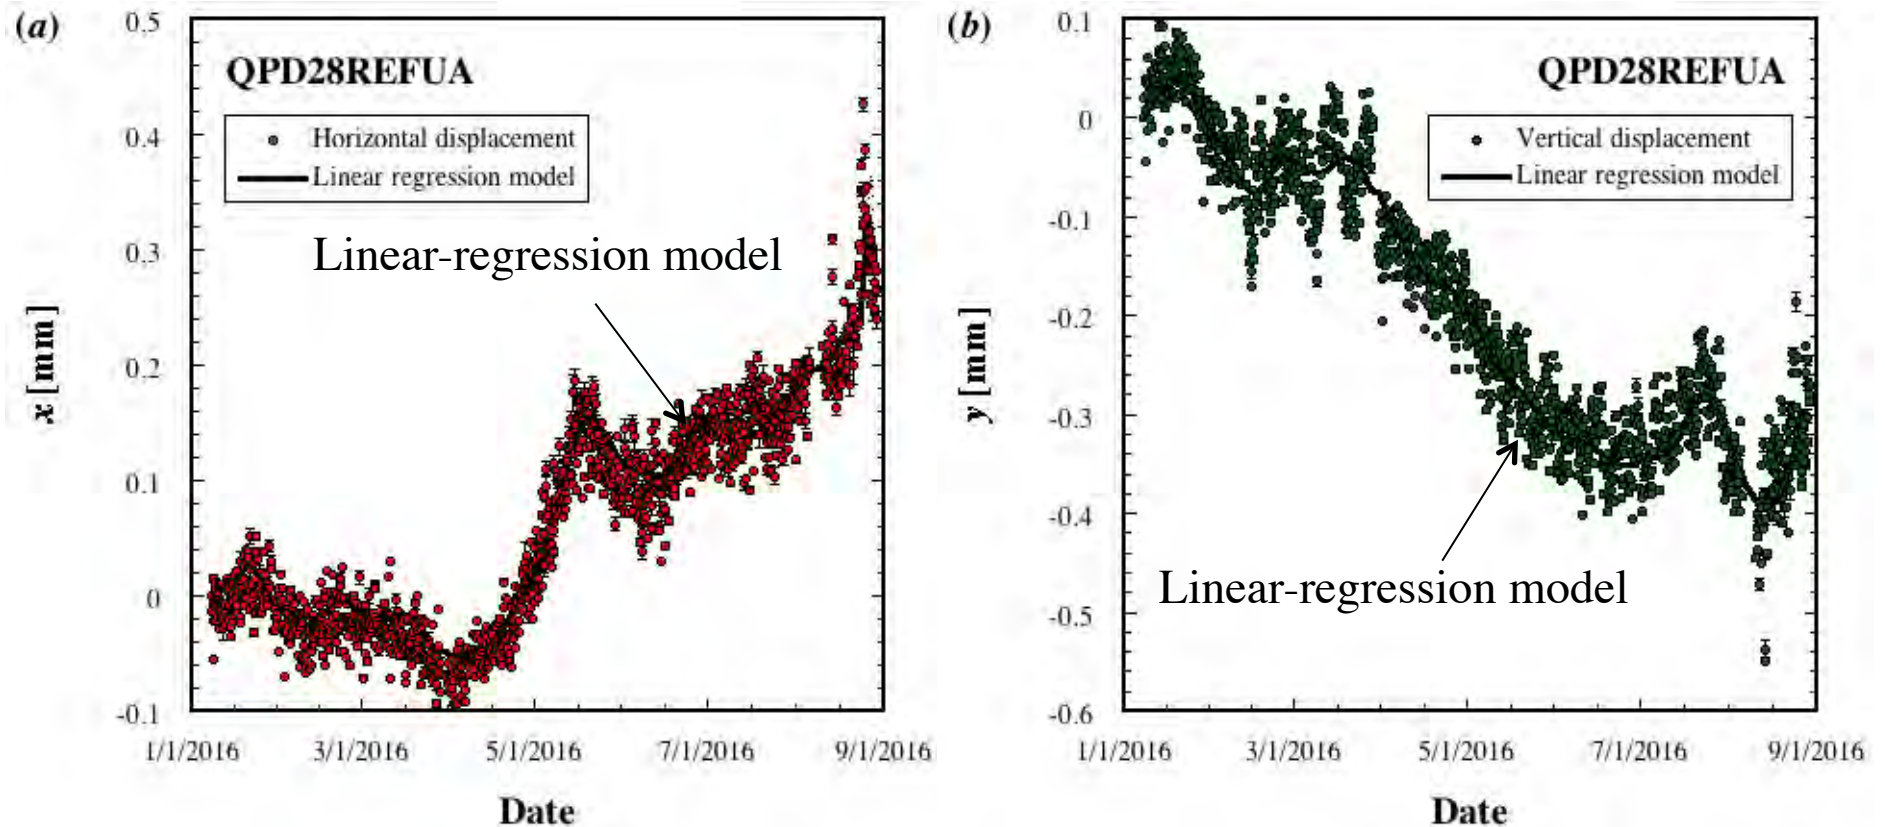 (a)
0.5
0.4
0.3
0.2
0.1
0
-0.1
x [mm]
QPD28REFUA
Horizontal displacement
Linear regression model
Linear-regression model
1/1/2016 3/1/2016 5/1/2016 7/1/2016 9/1/2016
Date
(b)
0.1
0
-0.1
-0.2
-0.3
-0.4
-0.5
-0.6
y [mm]
QPD28REFUA
Vertical displacement
Linear regression model
Linear-regression model
1/1/2016 3/1/2016 5/1/2016 7/1/2016 9/1/2016
Date